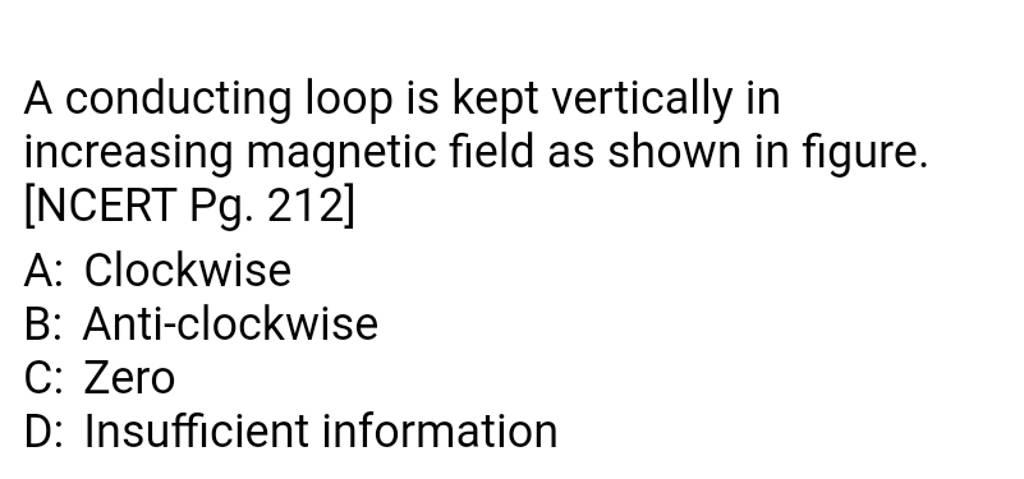 A conducting loop is kept vertically in
increasing magnetic field as shown in figure.
[NCERT Pg. 212]
A: Clockwise
B: Anti-clockwise
C: Zero
D: Insufficient information